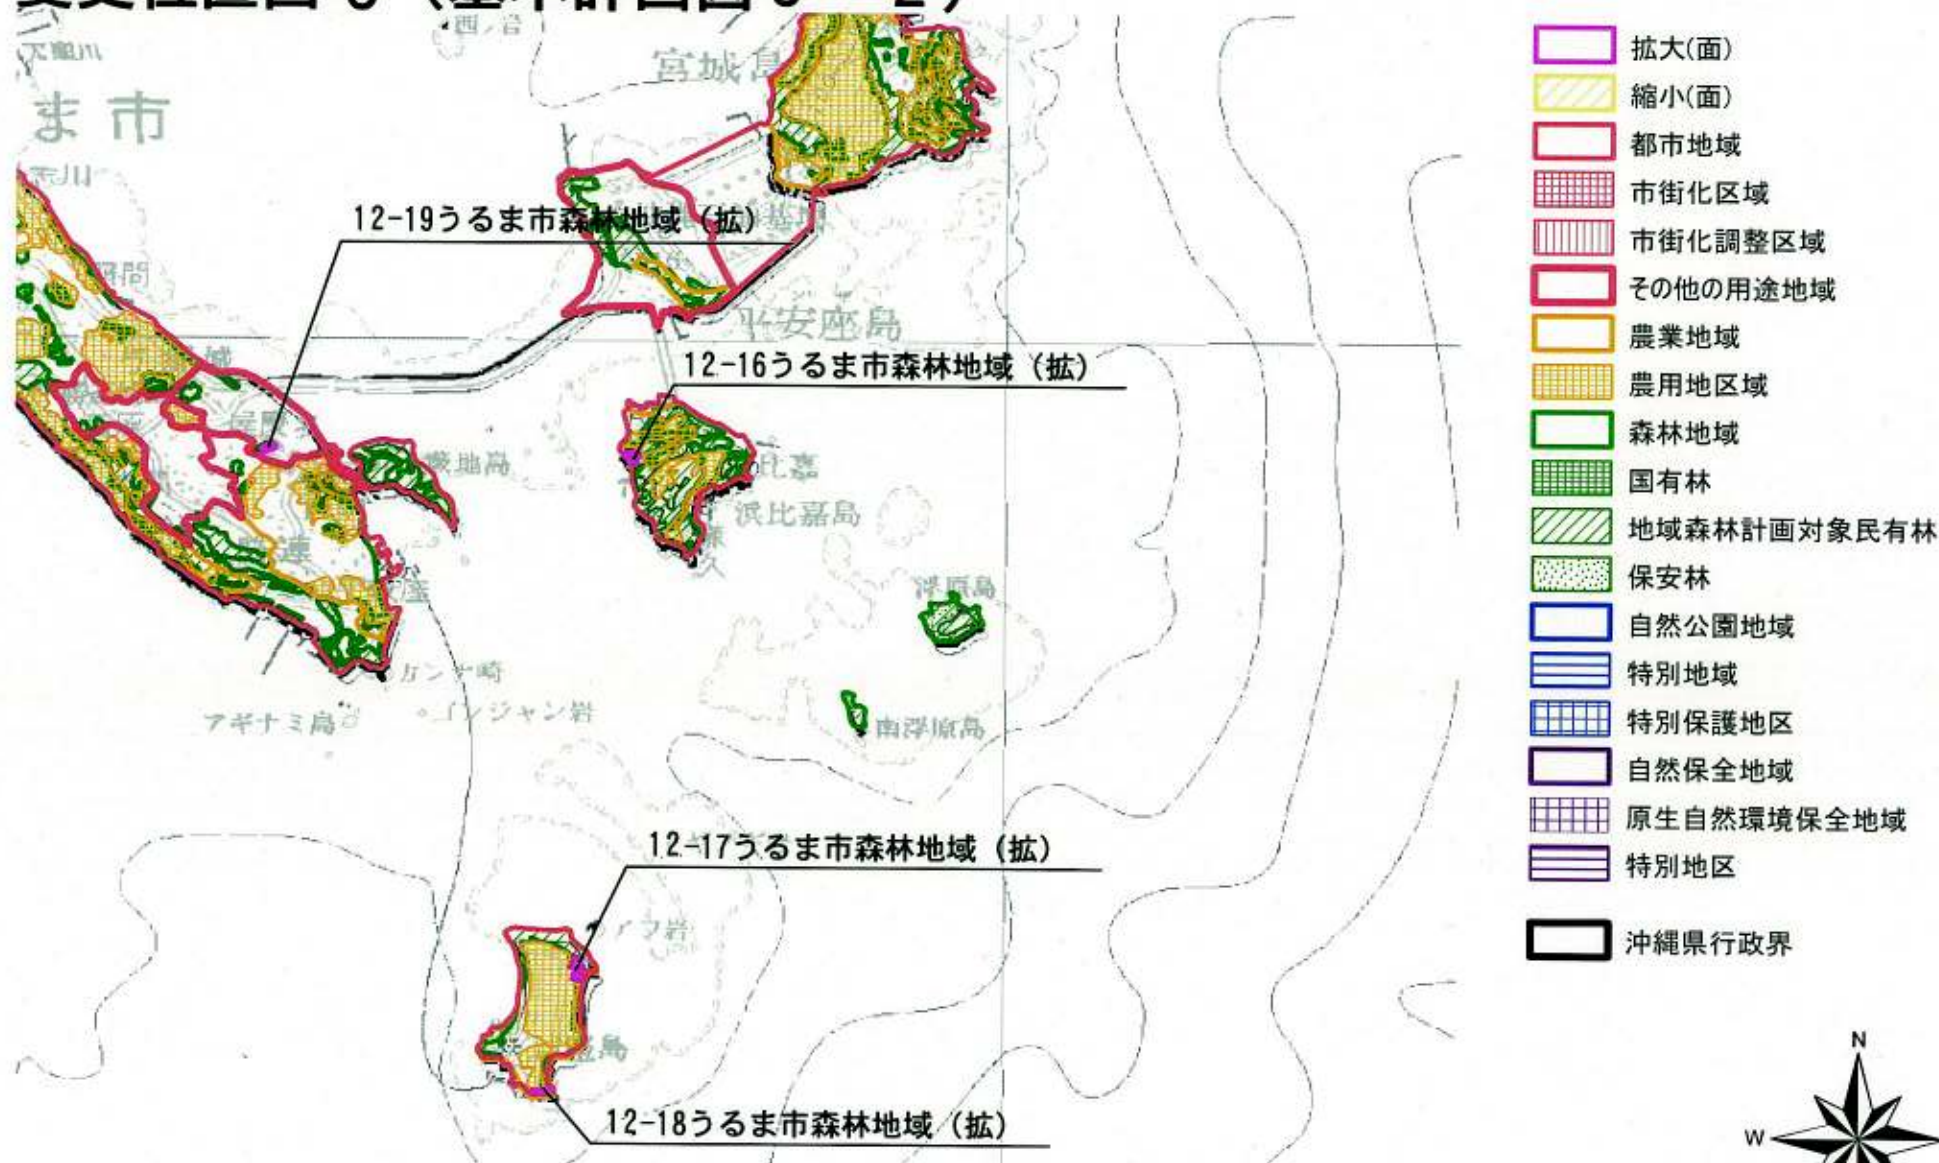 西ノ岩
宮城島
ま市
12-19うるま市森林地域（拡）
平安座島
12-16うるま市森林地域（拡）
藪地島
比嘉
浜比嘉島
浮原島
アギナミ島
南浮原島
12-17うるま市森林地域（拡）
12-18うるま市森林地域（拡）
拡大(面)
縮小(面)
都市地域
市街化区域
市街化調整区域
その他の用途地域
農業地域
農用地区域
森林地域
国有林
地域森林計画対象民有林
保安林
自然公園地域
特別地域
特別保護地区
自然保全地域
原生自然環境保全地域
特別地区
沖縄県行政界
N
W